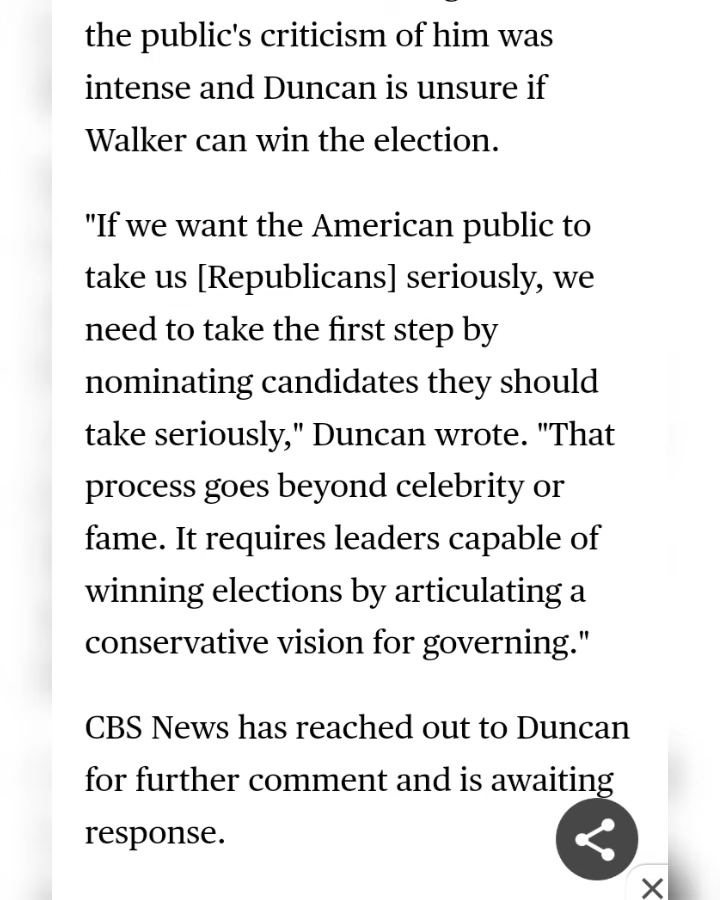 the public's criticism of him was
intense and Duncan is unsure if
Walker can win the election.
"If we want the American public to
take us [Republicans] seriously, we
need to take the first step by
nominating candidates they should
take seriously," Duncan wrote. "That
process goes beyond celebrity or
fame. It requires leaders capable of
winning elections by articulating a
conservative vision for governing."
CBS News has reached out to Duncan
for further comment and is awaiting
response.